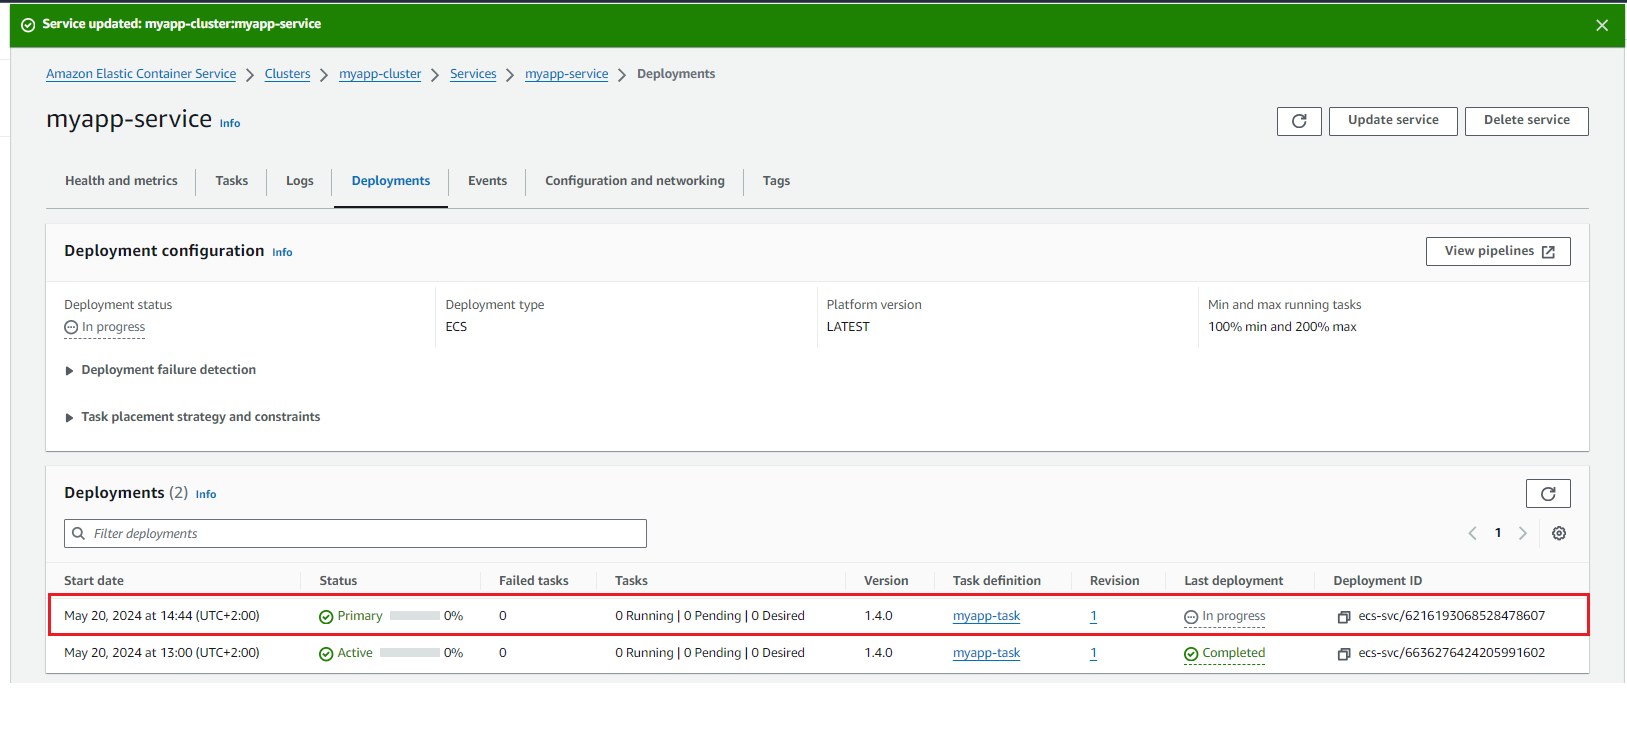 Service updated: myapp-cluster:myapp-service
Amazon Elastic Container Service > Clusters > myapp-cluster > Services > myapp-service > Deployments
myapp-service Info
Update service Delete service
Health and metrics Tasks Logs Deployments Events Configuration and networking Tags
Deployment configuration Info View pipelines
Deployment status Deployment type Platform version Min and max running tasks
In progress ECS LATEST 100% min and 200% max
Deployment failure detection
Task placement strategy and constraints
Deployments (2) Info
Filter deployments 1
Start date Status Failed tasks Tasks Version Task definition Revision Last deployment Deployment ID
May 20, 2024 at 14:44 (UTC+2:00) Primary 0% 0 0 Running | 0 Pending | 0 Desired 1.4.0 myapp-task 1 In progress ecs-svc/6216193068528478607
May 20, 2024 at 13:00 (UTC+2:00) Active 0% 0 0 Running | 0 Pending | 0 Desired 1.4.0 myapp-task 1 Completed ecs-svc/6636276424205991602